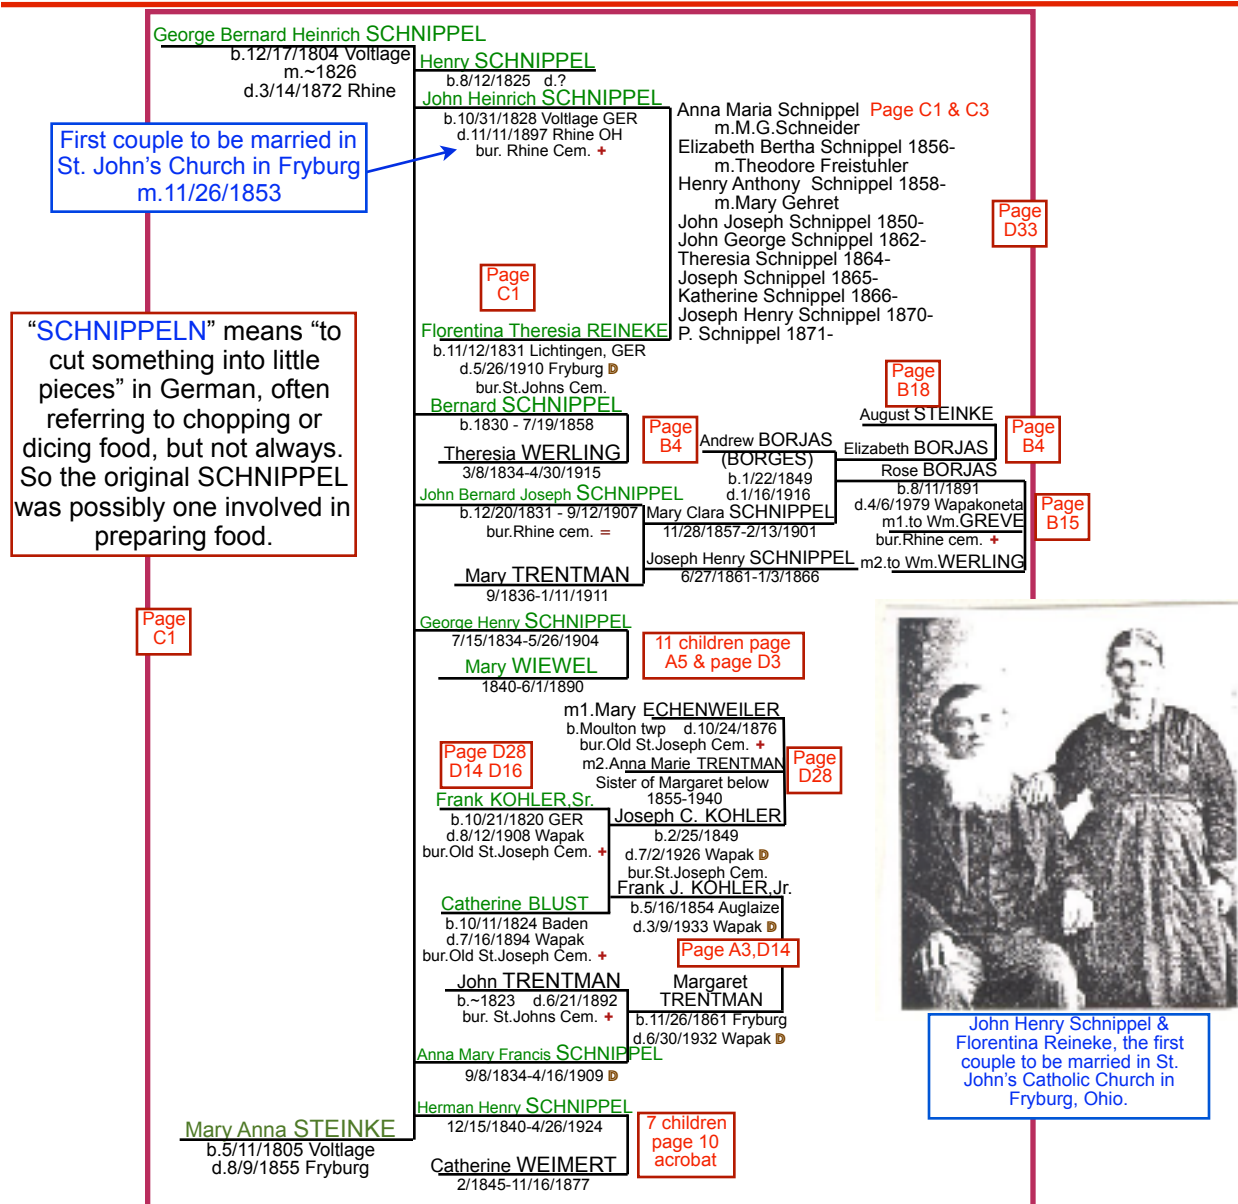 George Bernard Heinrich SCHNIPPEL
b.12/17/1804 Voltlage
m.~1826
d.3/14/1872 Rhine
Henry SCHNIPPEL
b.8/12/1825 d.?
John Heinrich SCHNIPPEL
b.10/31/1828 Voltlage GER
d.11/11/1897 Rhine OH
bur. Rhine Cem. +
First couple to be married in
St. John's Church in Fryburg
m.11/26/1853
Anna Maria Schnippel Page C1 & C3
m.M.G.Schneider
Elizabeth Bertha Schnippel 1856-
m.Theodore Freistuhler
Henry Anthony Schnippel 1858-
m.Mary Gehret
John Joseph Schnippel 1850-
John George Schnippel 1862-
Theresia Schnippel 1864-
Joseph Schnippel 1865-
Katherine Schnippel 1866-
Joseph Henry Schnippel 1870-
P. Schnippel 1871-
Page
D33
Page
C1
"SCHNIPPELN" means "to
cut something into little
pieces" in German, often
referring to chopping or
dicing food, but not always.
So the original SCHNIPPEL
was possibly one involved in
preparing food.
Florentina Theresia REINEKE
b.11/12/1831 Lichtingen, GER
d.5/26/1910 Fryburg D
bur.St.Johns Cem.
Bernard SCHNIPPEL
b.1830 - 7/19/1858
Theresia WERLING
3/8/1834-4/30/1915
Page
B4
Andrew BORJAS
(BORGES)
b.1/22/1849
d.1/16/1916
Page
B18
August STEINKE
Elizabeth BORJAS
Page
B4
Rose BORJAS
b.8/11/1891
d.4/6/1979 Wapakoneta
m1.to Wm.GREVE
bur.Rhine cem. +
m2.to Wm.WERLING
Page
B15
John Bernard Joseph SCHNIPPEL
b.12/20/1831 - 9/12/1907
bur.Rhine cem. =
Mary Clara SCHNIPPEL
11/28/1857-2/13/1901
Joseph Henry SCHNIPPEL
6/27/1861-1/3/1866
Mary TRENTMAN
9/1836-1/11/1911
Page
C1
George Henry SCHNIPPEL
7/15/1834-5/26/1904
Mary WIEWEL
1840-6/1/1890
11 children page
A5 & page D3
m1.Mary ECHENWEILER
b.Moulton twp d.10/24/1876
bur.Old St.Joseph Cem. +
m2.Anna Marie TRENTMAN
Sister of Margaret below
1855-1940
Page
D28
Page D28
D14 D16
Frank KOHLER,Sr.
b.10/21/1820 GER
d.8/12/1908 Wapak
bur.Old St.Joseph Cem. +
Joseph C. KOHLER
b.2/25/1849
d.7/2/1926 Wapak D
bur.St.Joseph Cem.
Frank J. KOHLER,Jr.
b.5/16/1854 Auglaize
d.3/9/1933 Wapak D
Catherine BLUST
b.10/11/1824 Baden
d.7/16/1894 Wapak
bur.Old St.Joseph Cem. +
Page A3,D14
John TRENTMAN
b.~1823 d.6/21/1892
bur. St.Johns Cem. +
Margaret
TRENTMAN
b.11/26/1861 Fryburg
d.6/30/1932 Wapak D
Anna Mary Francis SCHNIPPEL
9/8/1834-4/16/1909 D
John Henry Schnippel &
Florentina Reineke, the first
couple to be married in St.
John's Catholic Church in
Fryburg, Ohio.
Herman Henry SCHNIPPEL
12/15/1840-4/26/1924
Catherine WEIMERT
2/1845-11/16/1877
7 children
page 10
acrobat
Mary Anna STEINKE
b.5/11/1805 Voltlage
d.8/9/1855 Fryburg